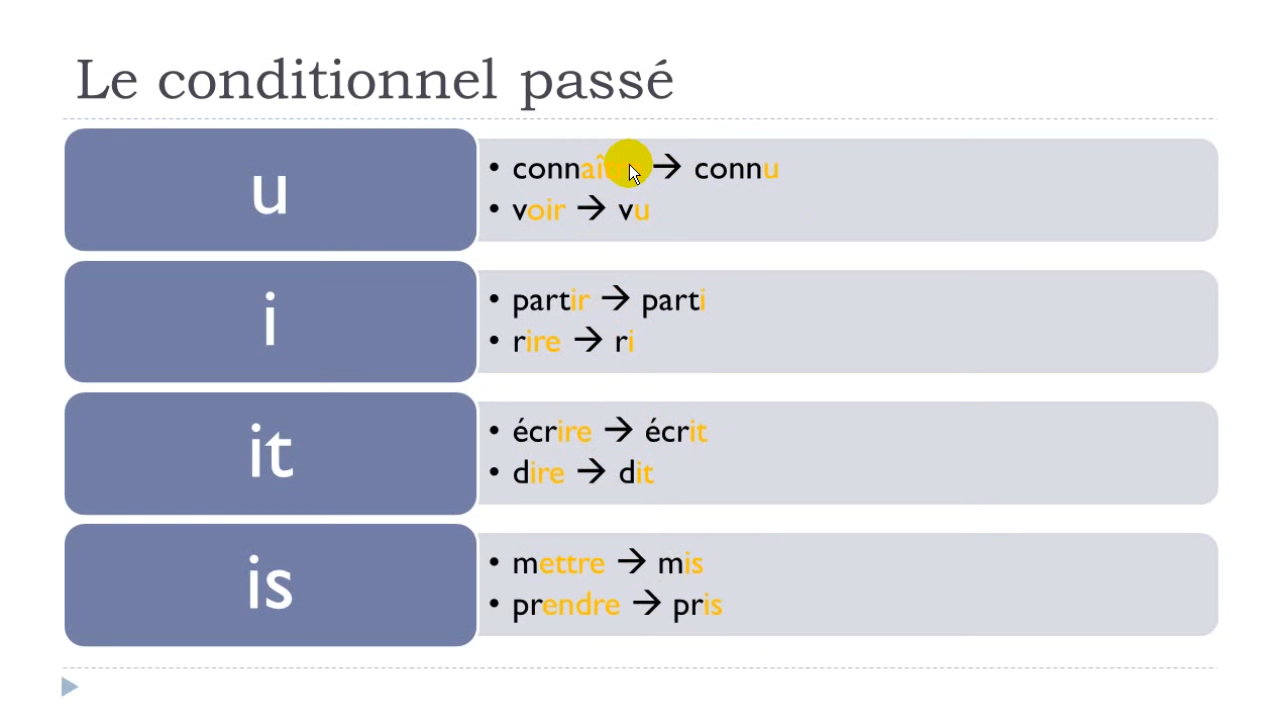 Le conditionnel passé
u
• → connu
• voir → vu
i
• partir → parti
• rire → ri
it
• écrire → écrit
• dire → dit
is
• mettre → mis
• prendre → pris